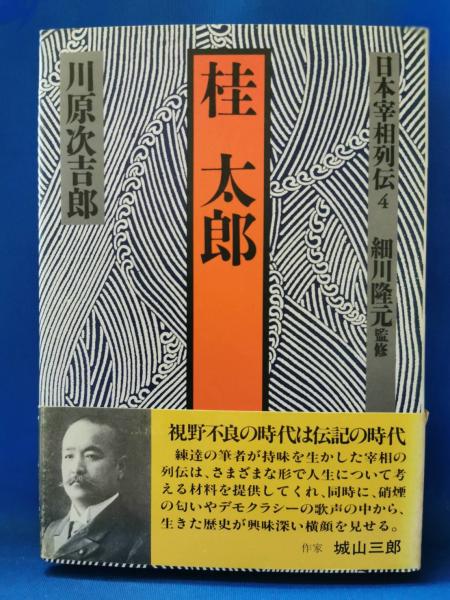 日本宰相列伝4 細川隆元監修
桂太郎
川原次吉郎
視野不良の時代は伝記の時代
練達の筆者が持味を生かした宰相の
列伝は、さまざまな形で人生について考
える材料を提供してくれ、同時に、硝煙
の匂いやデモクラシーの歌声の中から、
生きた歴史が興味深い横顔を見せる。
作家 城山三郎